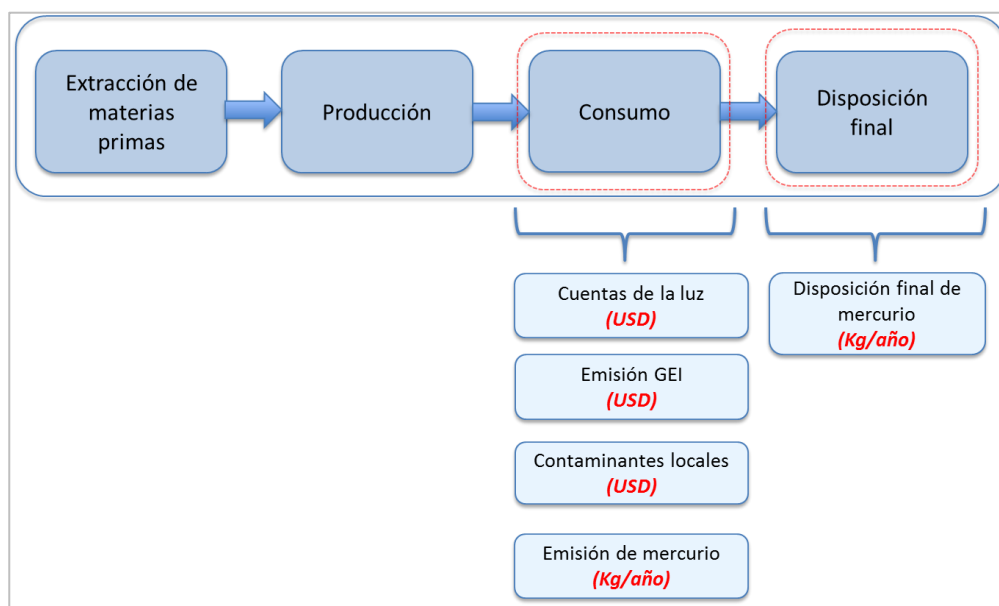 Extracción de
materias
primas
Producción
Consumo
Disposición
final
Cuentas de la luz
(USD)
Emisión GEI
(USD)
Contaminantes locales
(USD)
Emisión de mercurio
(Kg/año)
Disposición final de
mercurio
(Kg/año)